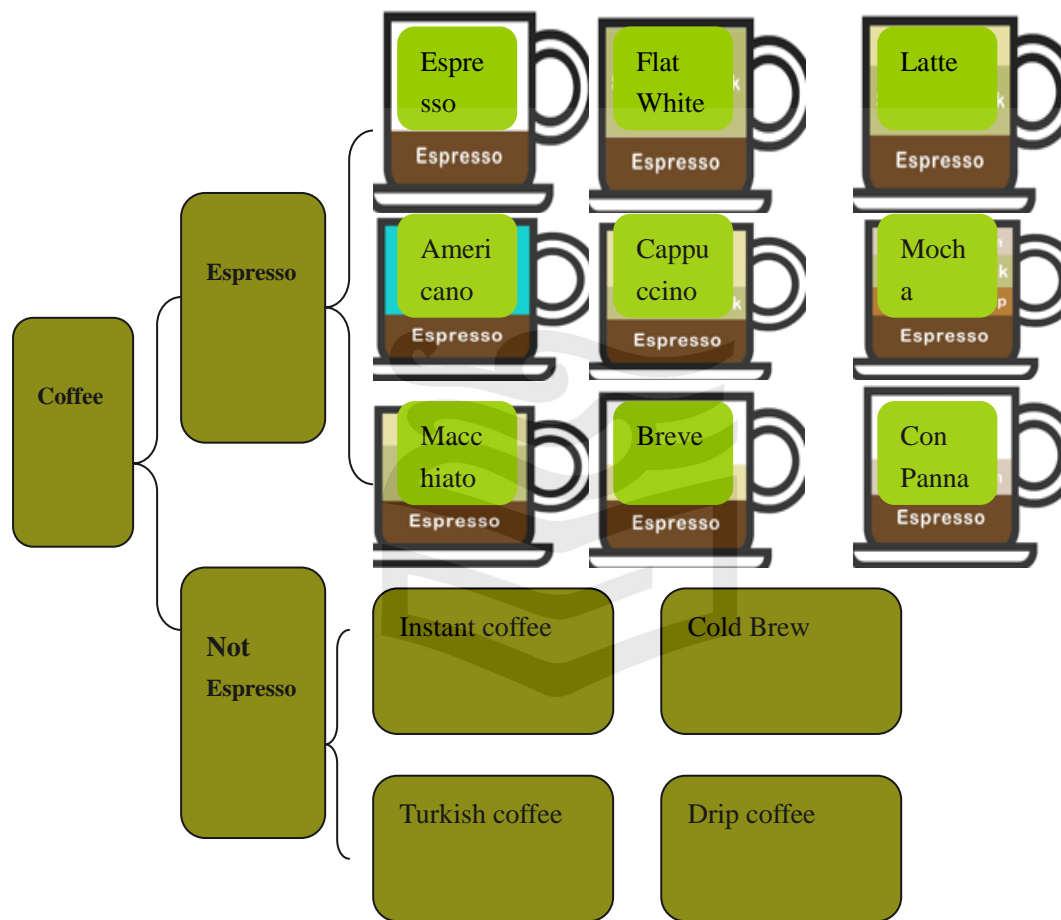 Espre
sso
Espresso
Flat
White
Espresso
Latte
Espresso
Espresso
Ameri
cano
Espresso
Cappu
ccino
Espresso
Moch
a
Espresso
Coffee
Macc
hiato
Espresso
Breve
Espresso
Con
Panna
Espresso
Not
Espresso
Instant coffee
Cold Brew
Turkish coffee
Drip coffee